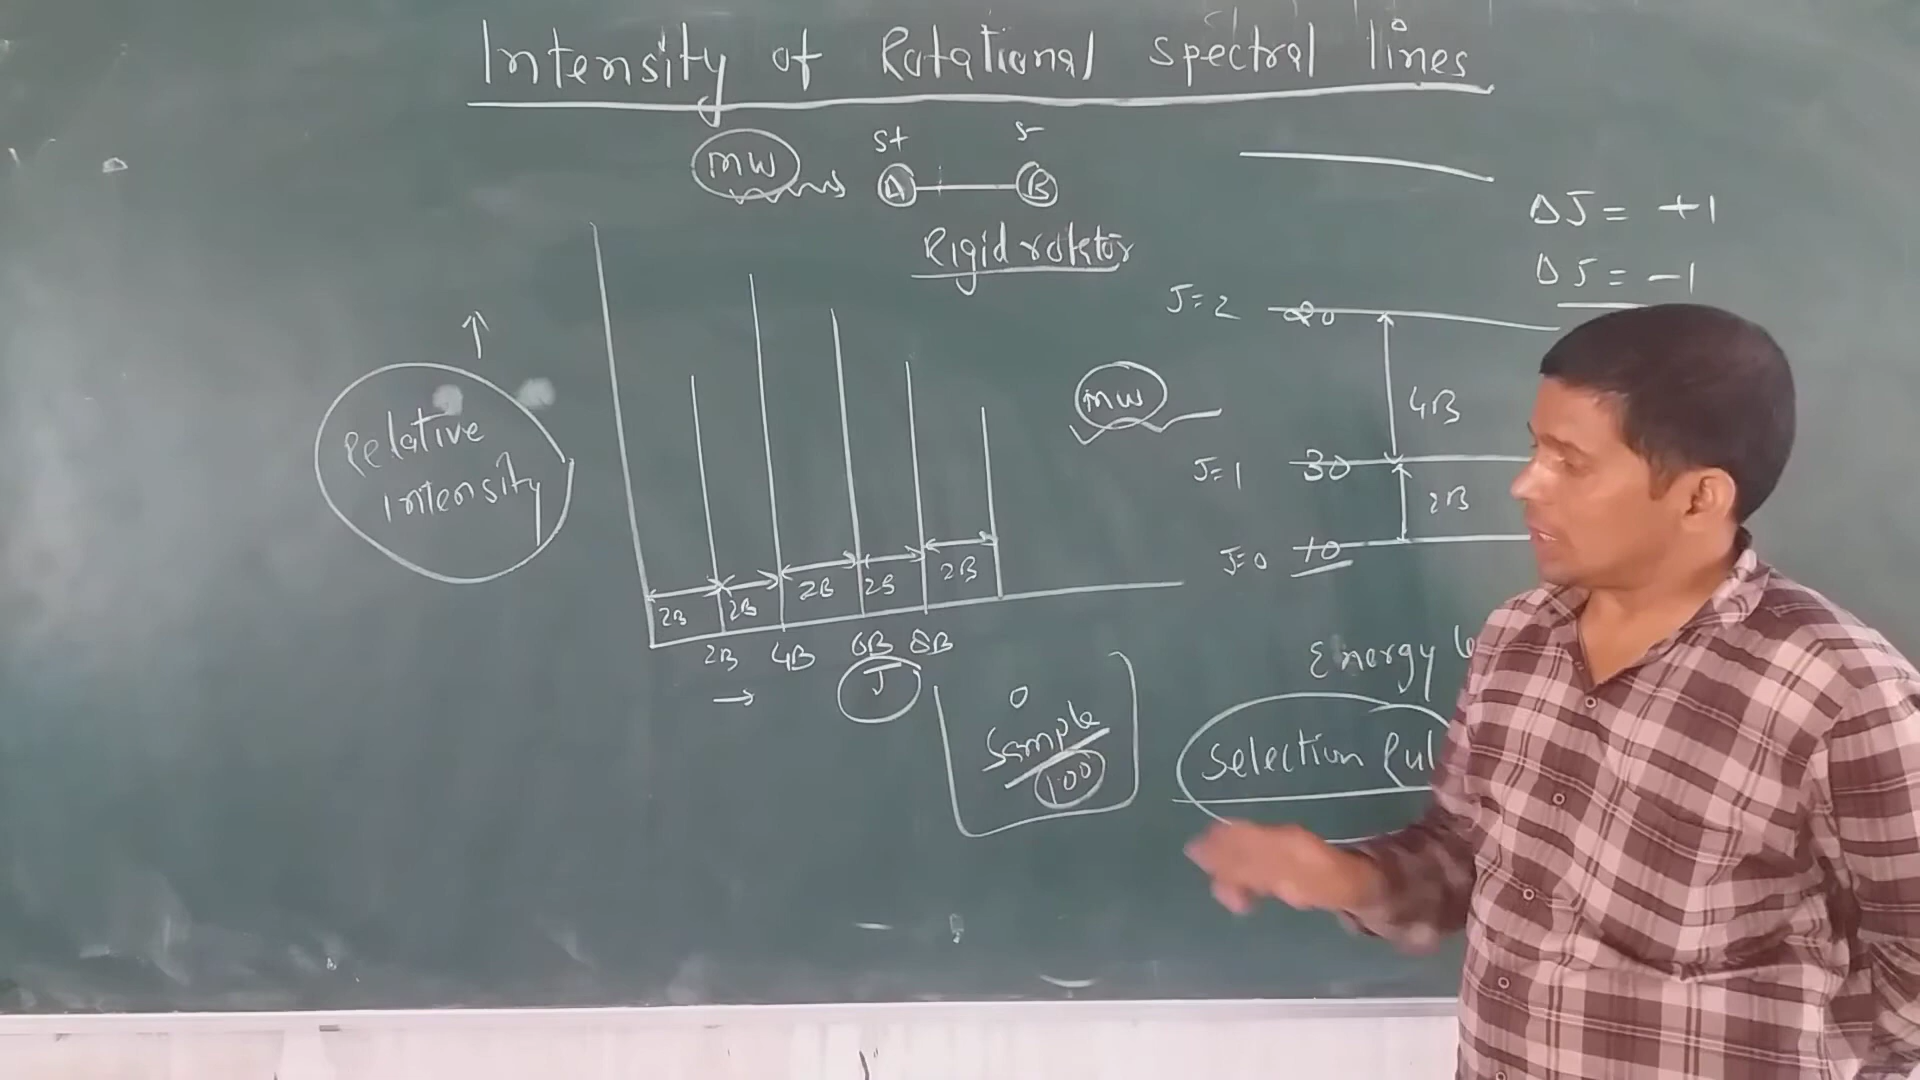 Intensity of Rotational spectral lines
MW
δ+
δ-
A
B
Rigid rotator
ΔJ = +1
ΔJ = -1
J=2
4B
MW
J=1
30
2B
J=0
10
Relative
Intensity
2B
2B
2B
2B
2B
2B 4B 6B 8B
J
Energy
Sample
100
Selection Rul